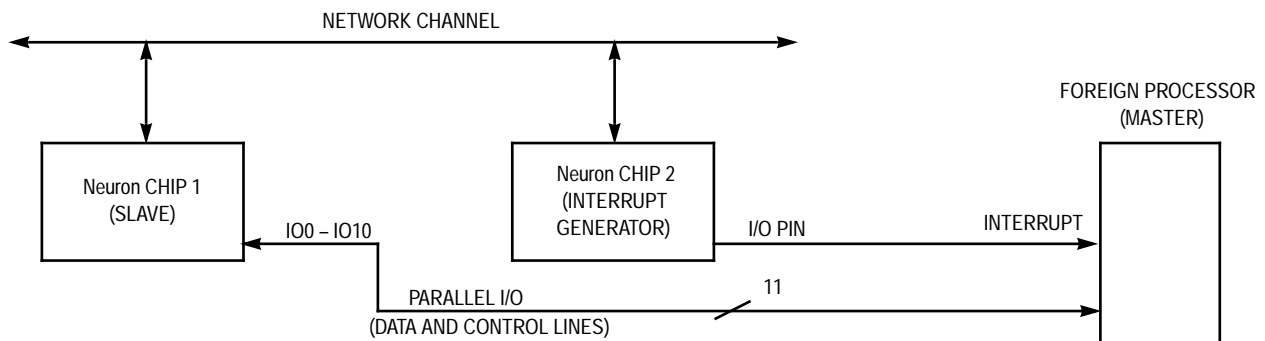 NETWORK CHANNEL
FOREIGN PROCESSOR
(MASTER)
Neuron CHIP 1
(SLAVE)
Neuron CHIP 2
(INTERRUPT
GENERATOR)
IO0 – IO10
I/O PIN
INTERRUPT
PARALLEL I/O
11
(DATA AND CONTROL LINES)